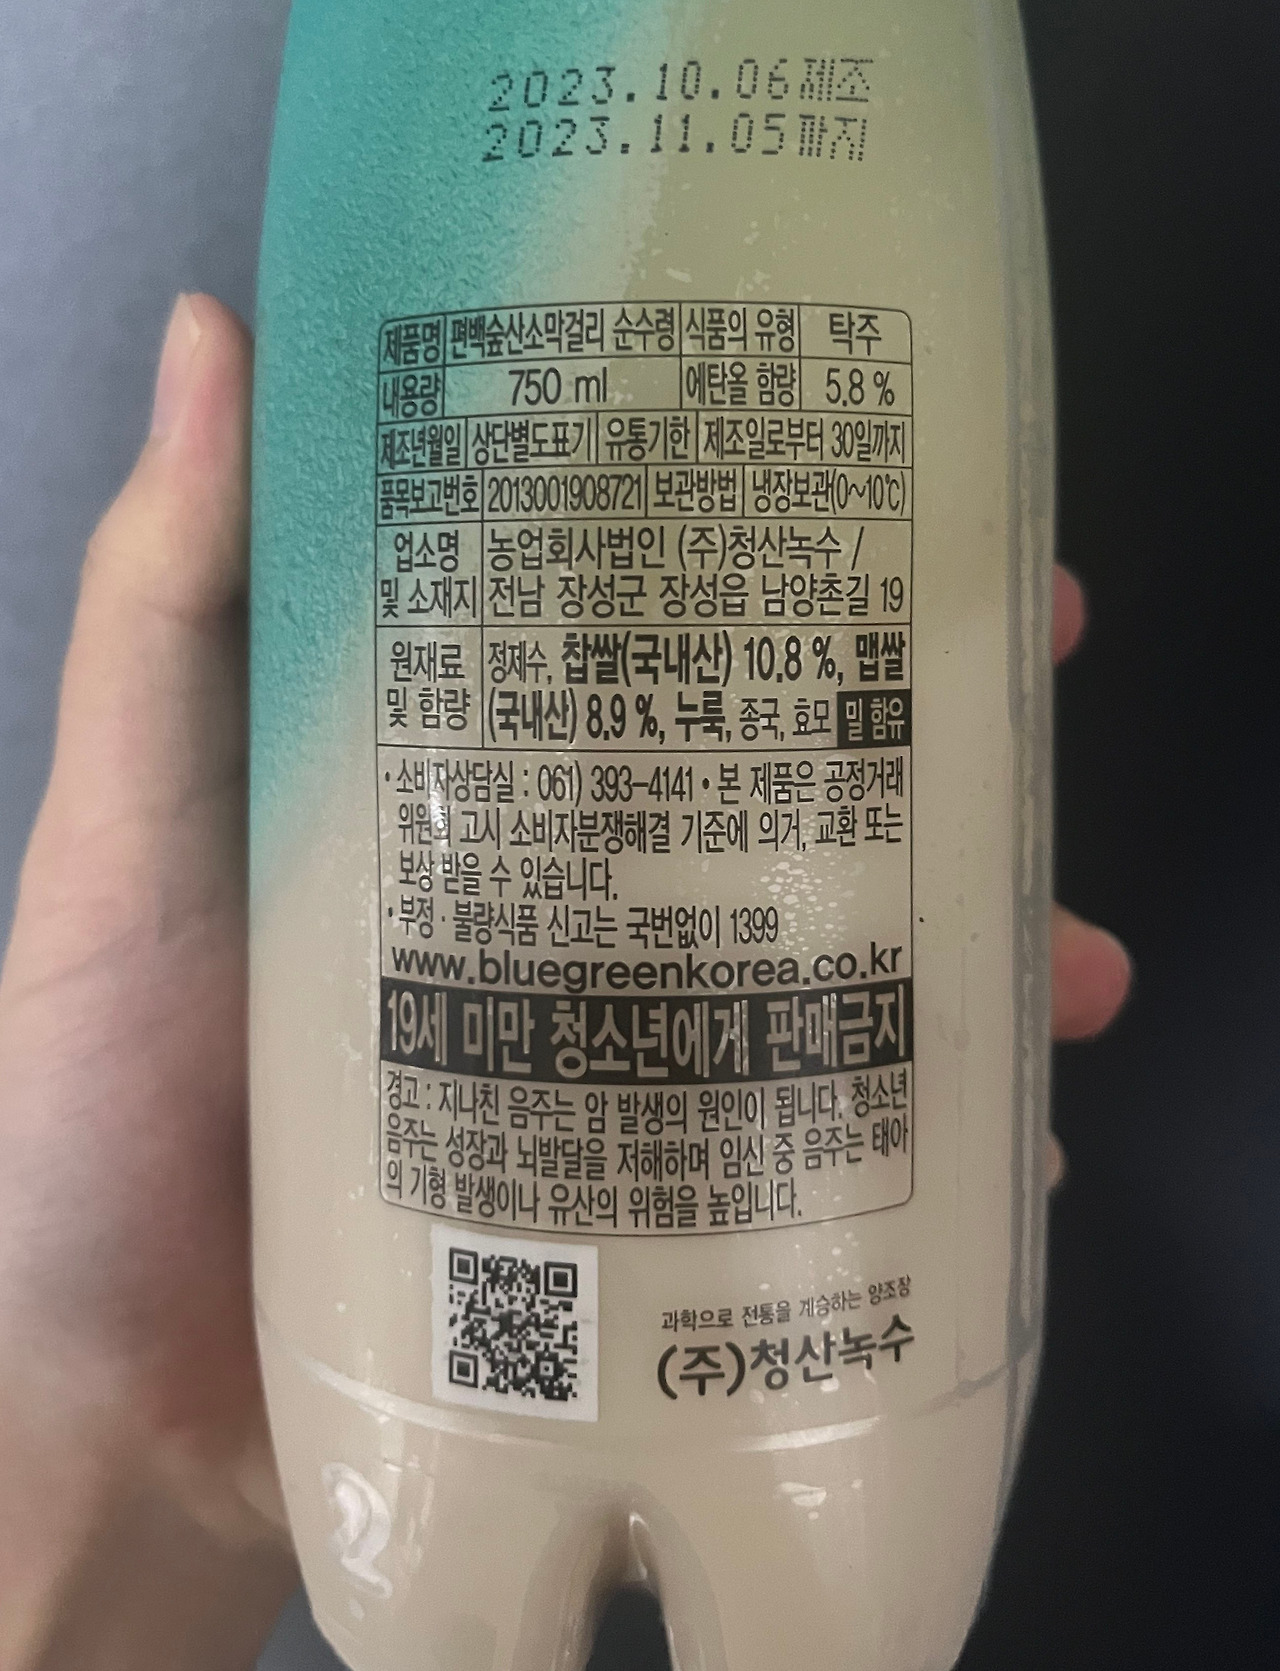 2023.10.06제조
2023.11.05까지
제품명 편백숲산소막걸리 순수령 식품의 유형 탁주
내용량 750 ml 에탄올 함량 5.8 %
제조년월일 상단별도표기 유통기한 제조일로부터 30일까지
품목보고번호 2013001908721 보관방법 냉장보관(0~10℃)
업소명 농업회사법인 (주)청산녹수 /
및 소재지 전남 장성군 장성읍 남양촌길 19
원재료 정제수, 찹쌀(국내산) 10.8 %, 맵쌀
및 함량 (국내산) 8.9 %, 누룩, 종국, 효모 밀 함유
• 소비자상담실 : 061) 393-4141 • 본 제품은 공정거래
위원회 고시 소비자분쟁해결 기준에 의거, 교환 또는
보상 받을 수 있습니다.
• 부정 · 불량식품 신고는 국번없이 1399
www.bluegreenkorea.co.kr
19세 미만 청소년에게 판매금지
경고 : 지나친 음주는 암 발생의 원인이 됩니다. 청소년
음주는 성장과 뇌발달을 저해하며 임신 중 음주는 태아
의 기형 발생이나 유산의 위험을 높입니다.
과학으로 전통을 계승하는 양조장
(주)청산녹수
2